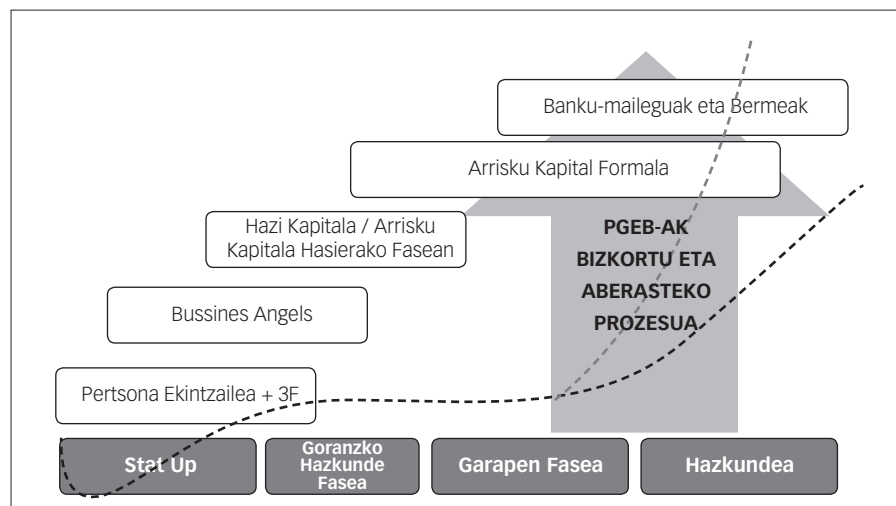 Banku-maileguak eta Bermeak
Arrisku Kapital Formala
Hazi Kapitala / Arrisku
Kapitala Hasierako Fasean
PGEB-AK
BIZKORTU ETA
ABERASTEKO
PROZESUA
Bussines Angels
Pertsona Ekintzailea + 3F
Stat Up
Goranzko
Hazkunde
Fasea
Garapen Fasea
Hazkundea